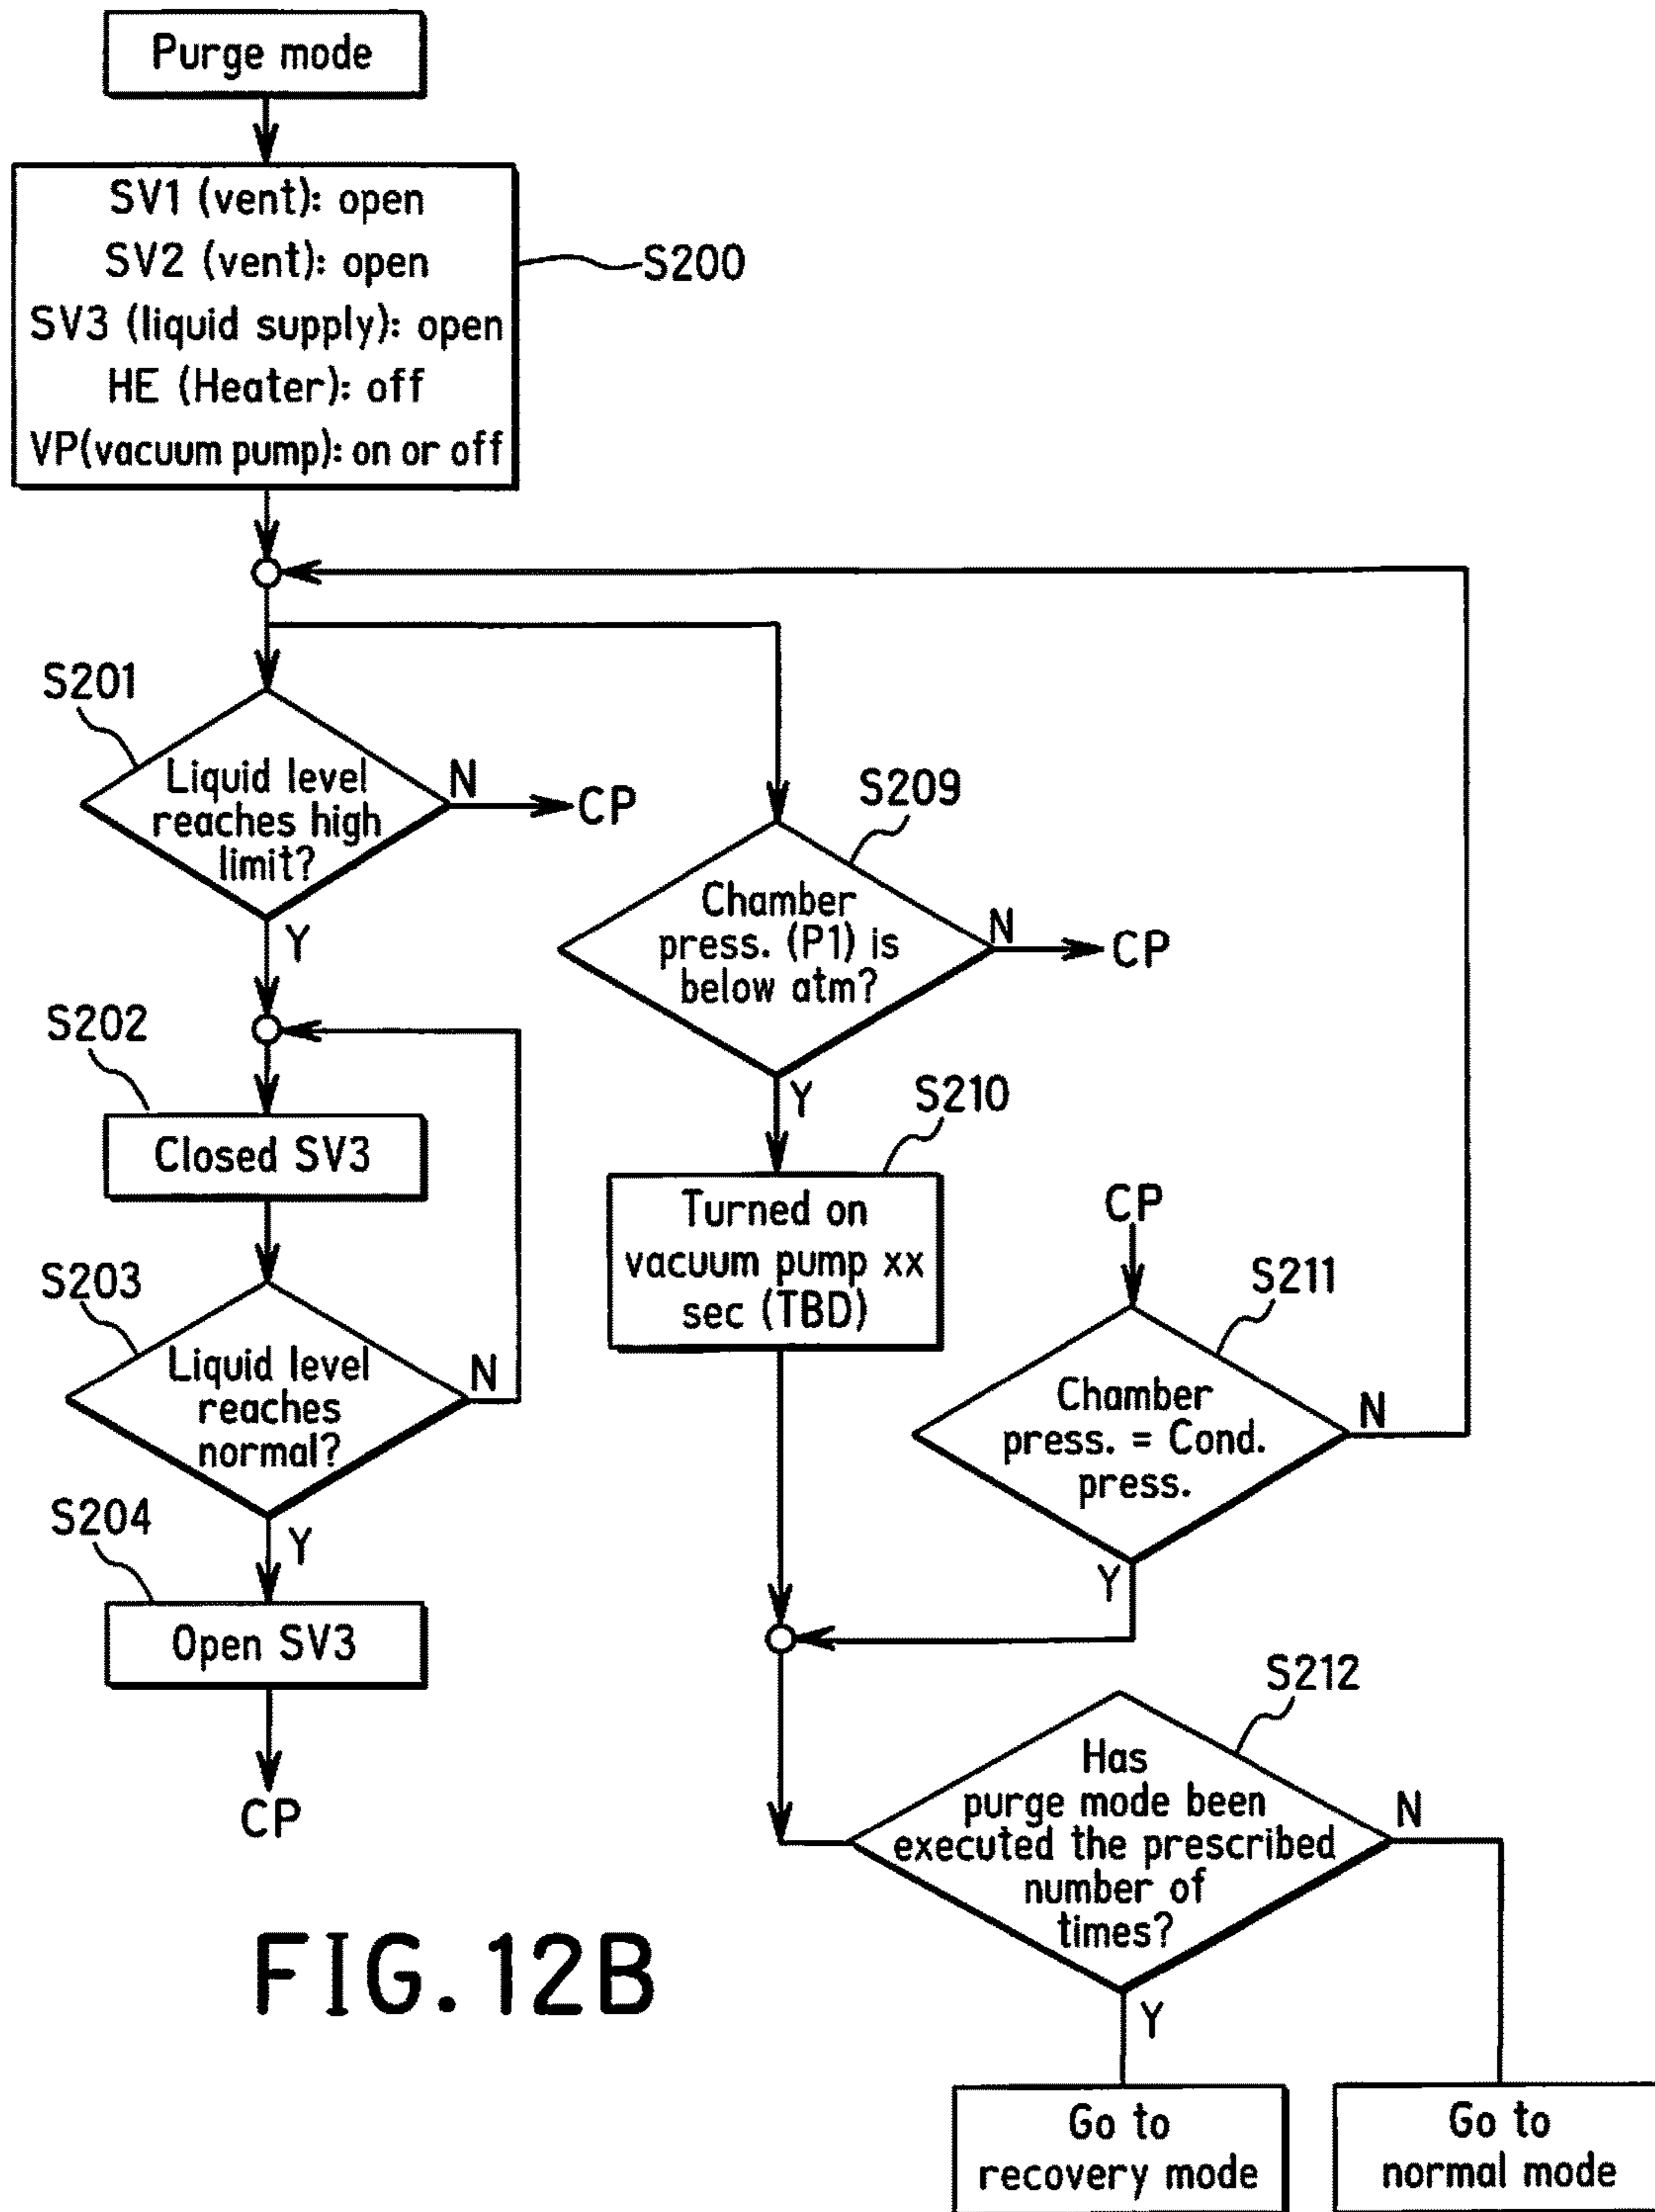 Purge mode
SV1 (vent): open
SV2 (vent): open
SV3 (liquid supply): open
HE (Heater): off
VP(vacuum pump): on or off
S200
S201
Liquid level
reaches high
limit?
N
CP
Y
S209
Chamber
press. (P1) is
below atm?
N
CP
Y
S202
Closed SV3
S203
Liquid level
reaches
normal?
N
Y
S204
Open SV3
CP
S210
Turned on
vacuum pump xx
sec (TBD)
CP
S211
Chamber
press. = Cond.
press.
N
Y
S212
Has
purge mode been
executed the prescribed
number of
times?
N
Y
Go to
recovery mode
Go to
normal mode
FIG. 12B